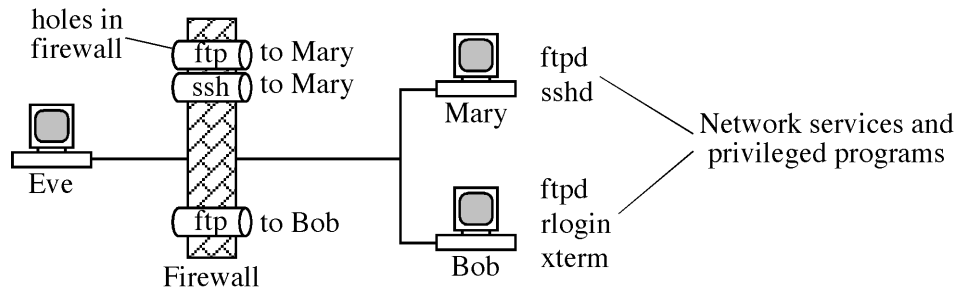 holes in
firewall
ftp to Mary
ssh to Mary
Eve
ftp to Bob
Firewall
Mary
ftpd
sshd
Network services and
privileged programs
Bob
ftpd
rlogin
xterm